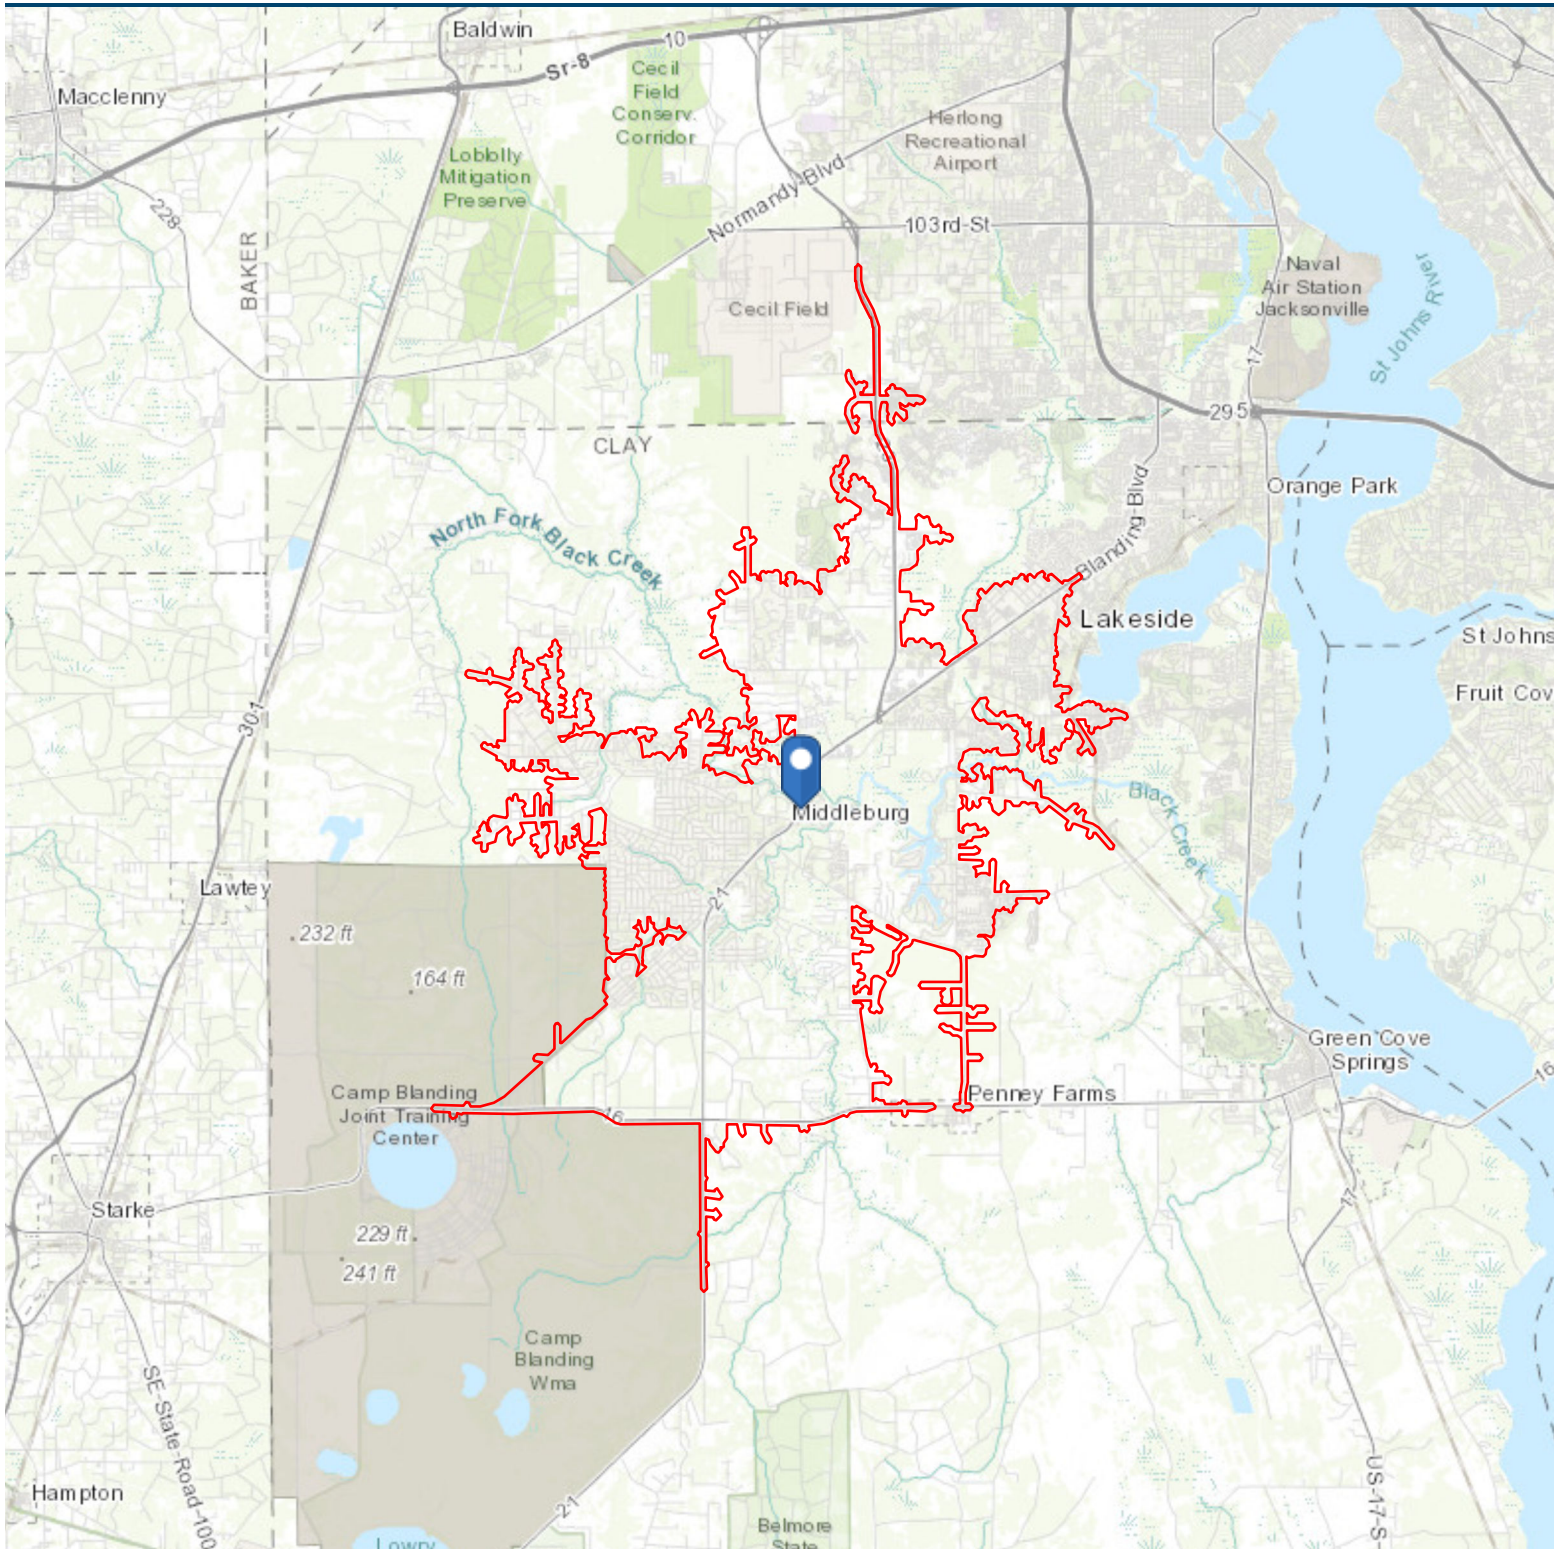 Baldwin
10
Sr-8
Cecil
Field
Conserv.
Corridor
Macclenny
Herlong
Recreational
Airport
Loblolly
Mitigation
Preserve
Normandy-Blvd
228
103rd-St
BAKER
Naval
Air Station
Jacksonville
St Johns River
Cecil Field
17
295
CLAY
Orange Park
Blanding-Blvd
North Fork Black Creek
Lakeside
St Johns
Fruit Cov
301
Black Creek
Middleburg
Lawtey
21
232 ft
164 ft
Green Cove
Springs
16
Camp Blanding
Joint Training
Center
Penney Farms
16
17
Starke
229 ft
241 ft
Camp
Blanding
Wma
SE-State-Road-100
US-17-S
Hampton
21
Belmore
State
Lowry